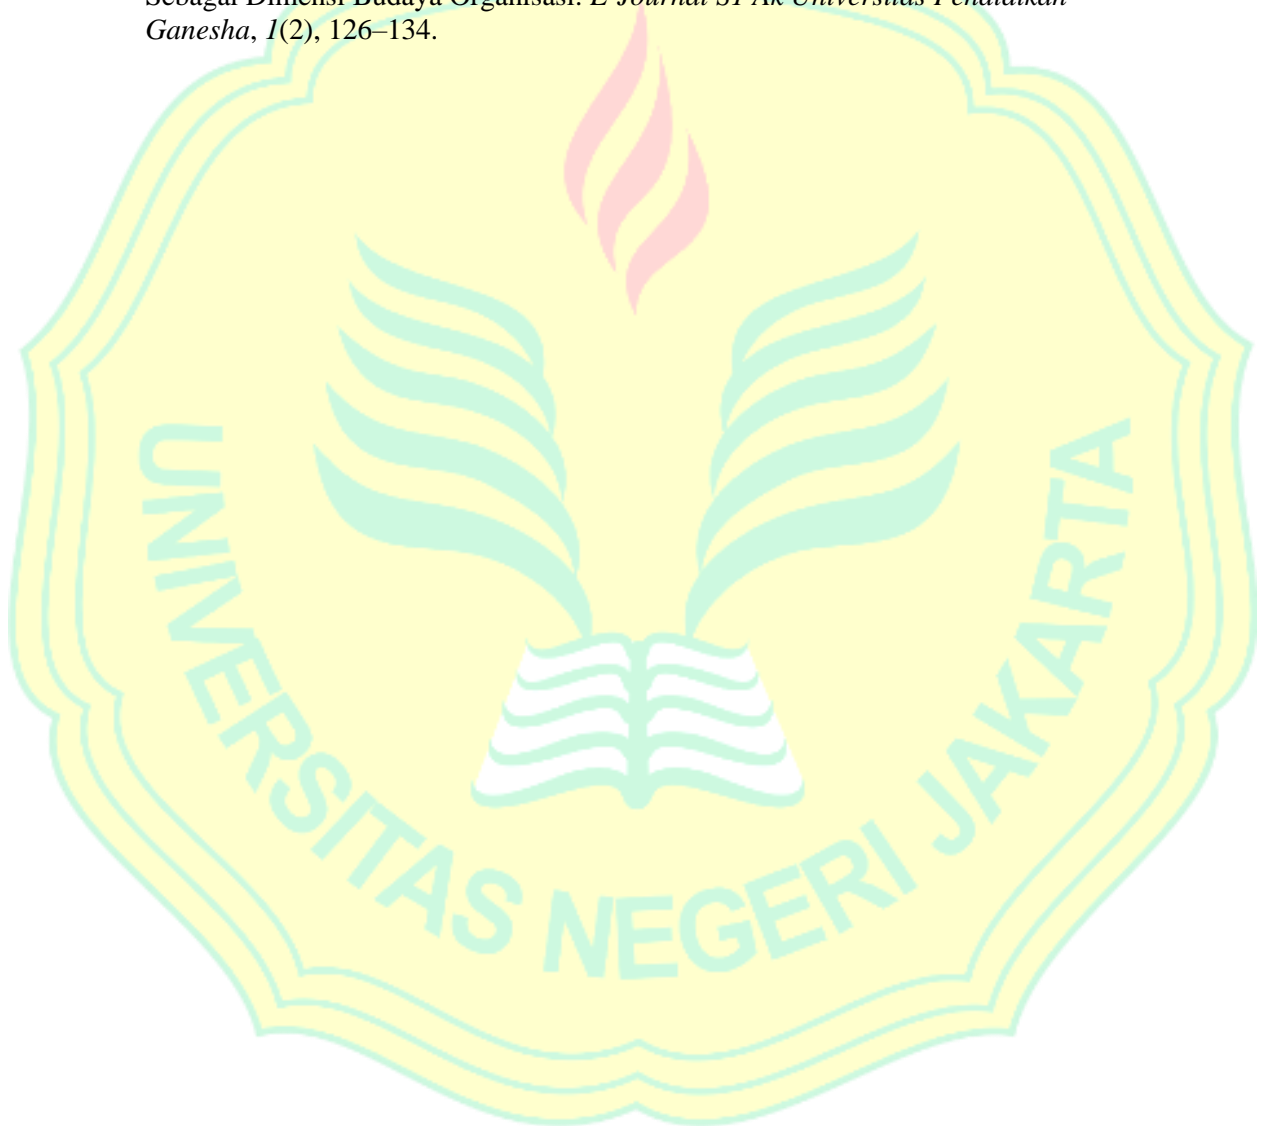 Sebagai Dimensi Budaya Organisasi. E-Journal S1 Ak Universitas Pendidikan
Ganesha, 1(2), 126–134.
UNIVERSITAS NEGERI JAKARTA